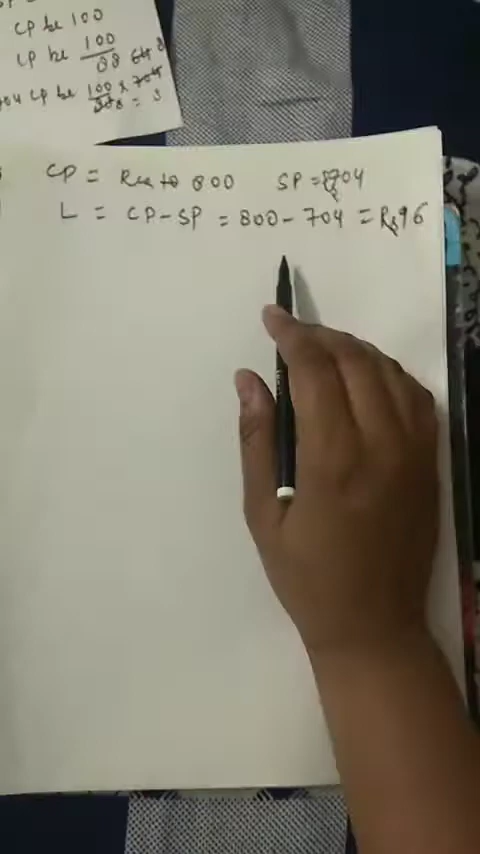 CP be 100
CP be 100
88
704 CP be 100 × 704
CP = 800 SP = Rs 704
L = CP - SP = 800 - 704 = Rs 96